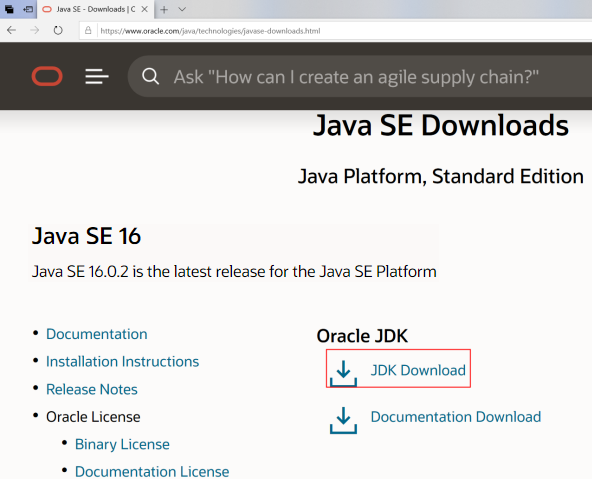 Java SE - Downloads | O
https://www.oracle.com/java/technologies/javase-downloads.html
Ask "How can I create an agile supply chain?"
Java SE Downloads
Java Platform, Standard Edition
Java SE 16
Java SE 16.0.2 is the latest release for the Java SE Platform
Documentation
Installation Instructions
Release Notes
Oracle License
Binary License
Documentation License
Oracle JDK
JDK Download
Documentation Download